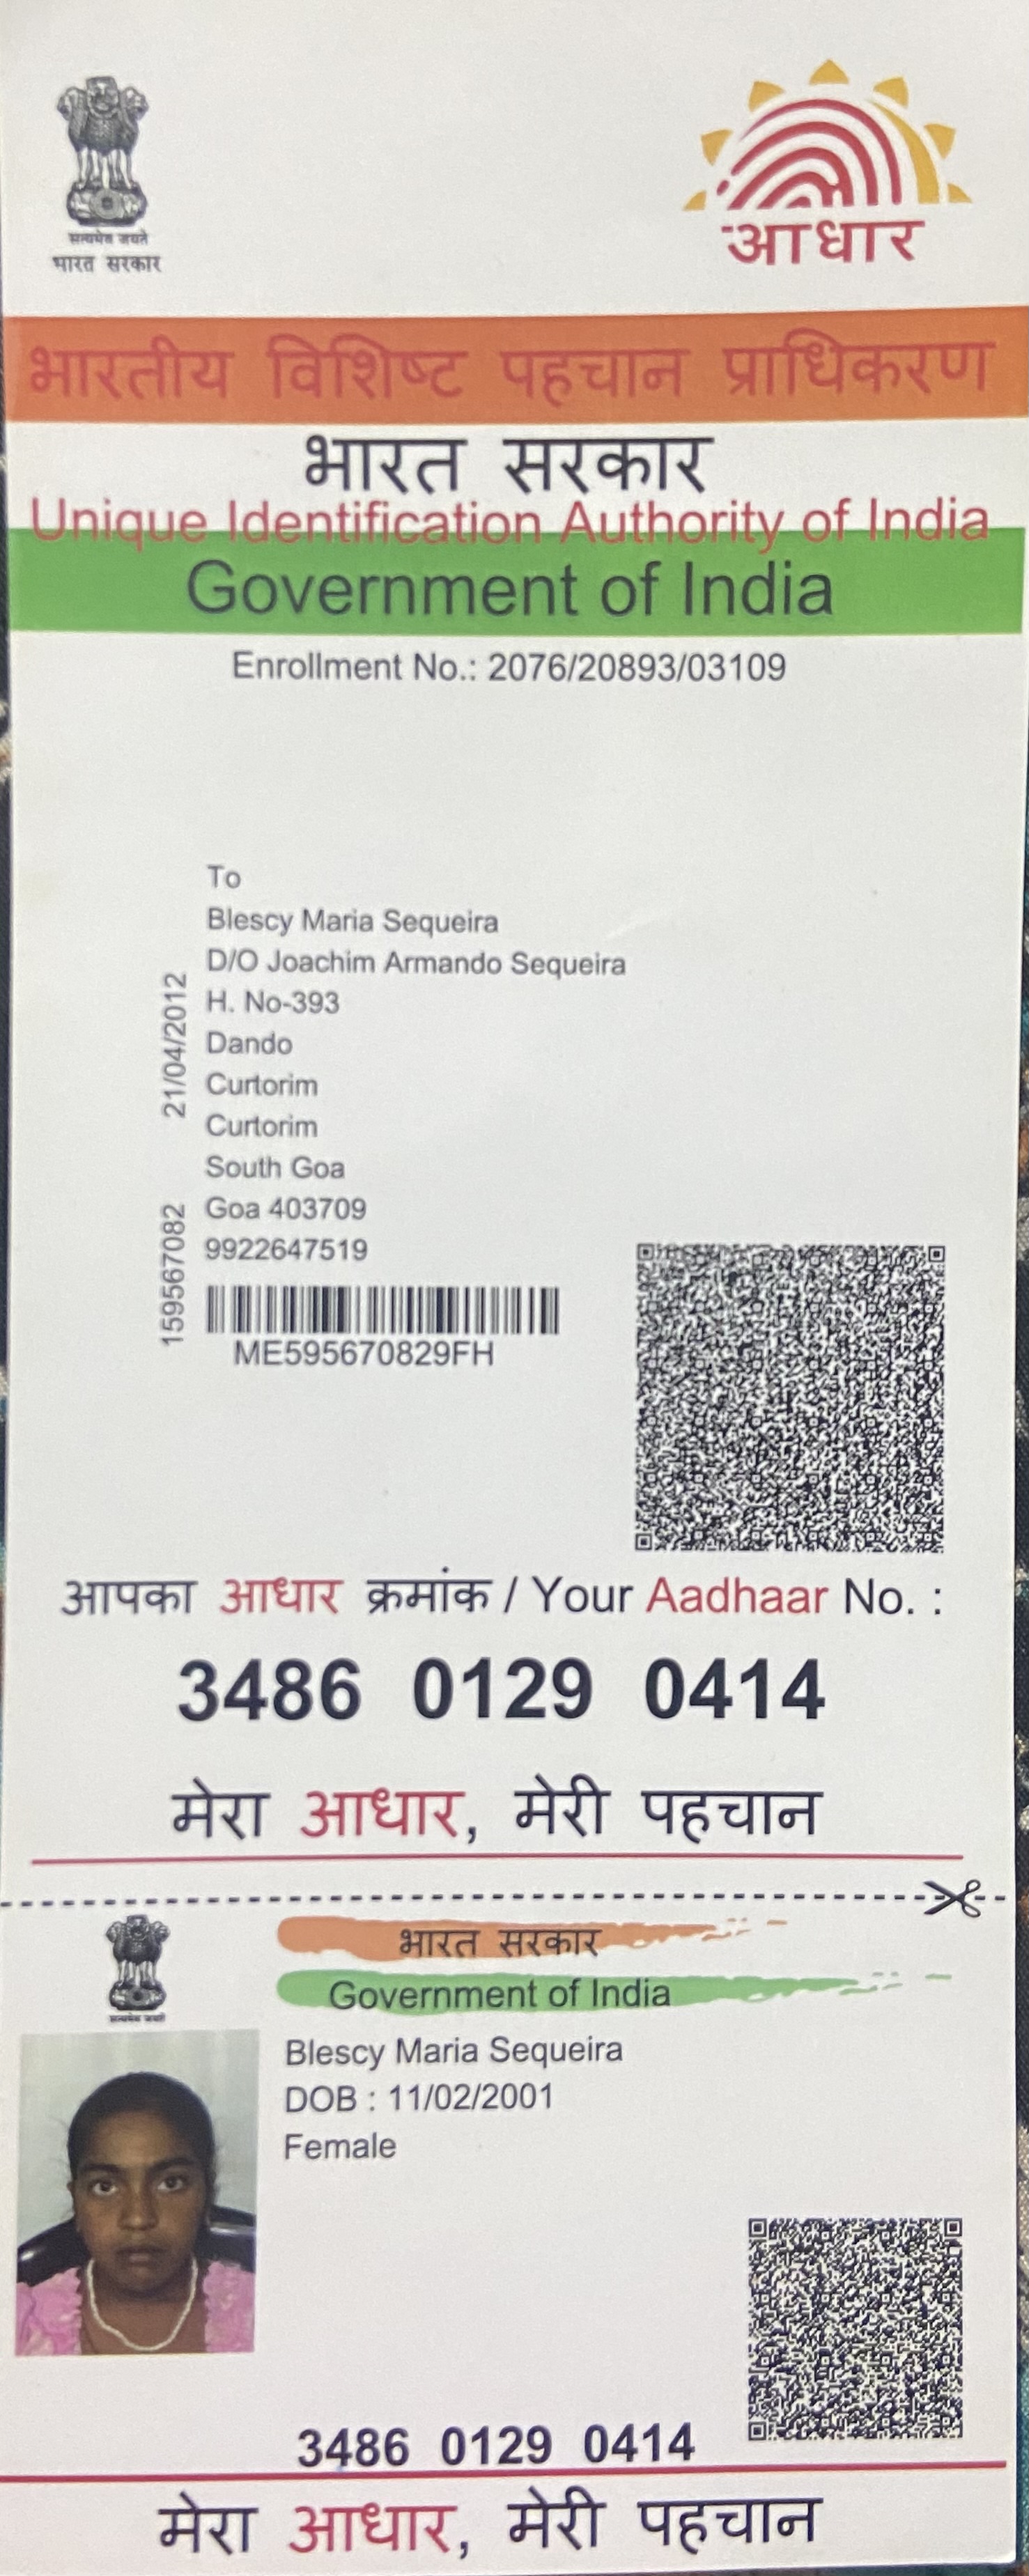 सत्यमेव जयते
भारत सरकार
आधार
भारतीय विशिष्ट पहचान प्राधिकरण
भारत सरकार
Unique Identification Authority of India
Government of India
Enrollment No.: 2076/20893/03109
To
Blescy Maria Sequeira
D/O Joachim Armando Sequeira
H. No-393
Dando
Curtorim
Curtorim
South Goa
Goa 403709
9922647519
21/04/2012
159567082
ME595670829FH
आपका आधार क्रमांक / Your Aadhaar No. :
3486 0129 0414
मेरा आधार, मेरी पहचान
सत्यमेव जयते
भारत सरकार
Government of India
Blescy Maria Sequeira
DOB : 11/02/2001
Female
3486 0129 0414
मेरा आधार, मेरी पहचान